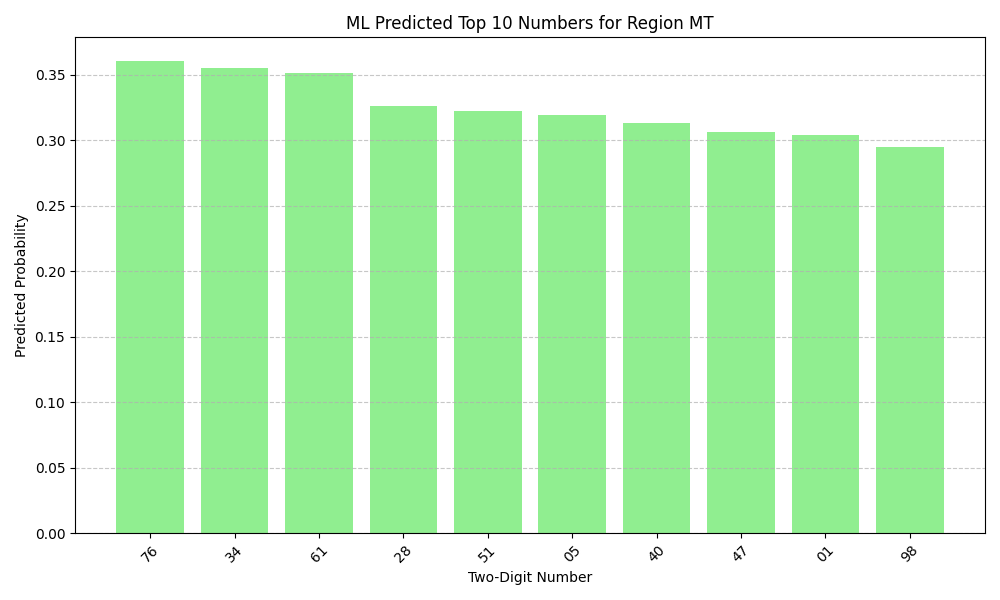 ML Predicted Top 10 Numbers for Region MT
Predicted Probability
0.35
0.30
0.25
0.20
0.15
0.10
0.05
0.00
76 34 61 28 51 05 40 47 01 98
Two-Digit Number